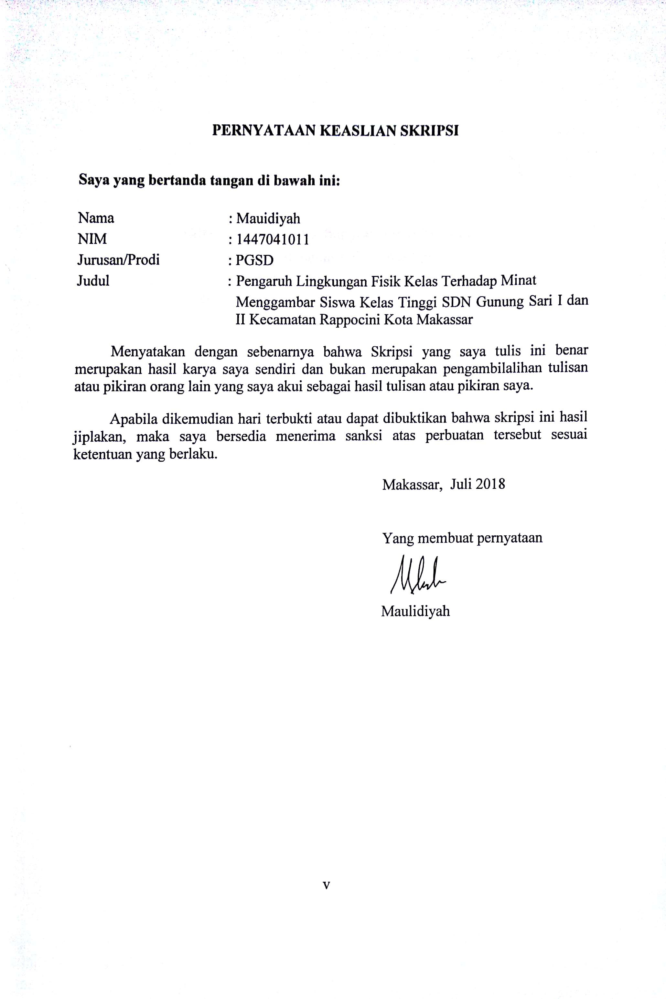 PERNYATAAN KEASLIAN SKRIPSI
Saya yang bertanda tangan di bawah ini:
Nama : Mauidiyah
NIM : 1447041011
Jurusan/Prodi : PGSD
Judul : Pengaruh Lingkungan Fisik Kelas Terhadap Minat
Menggambar Siswa Kelas Tinggi SDN Gunung Sari I dan
II Kecamatan Rappocini Kota Makassar
Menyatakan dengan sebenarnya bahwa Skripsi yang saya tulis ini benar
merupakan hasil karya saya sendiri dan bukan merupakan pengambilalihan tulisan
atau pikiran orang lain yang saya akui sebagai hasil tulisan atau pikiran saya.
Apabila dikemudian hari terbukti atau dapat dibuktikan bahwa skripsi ini hasil
jiplakan, maka saya bersedia menerima sanksi atas perbuatan tersebut sesuai
ketentuan yang berlaku.
Makassar, Juli 2018
Yang membuat pernyataan
Maulidiyah
v